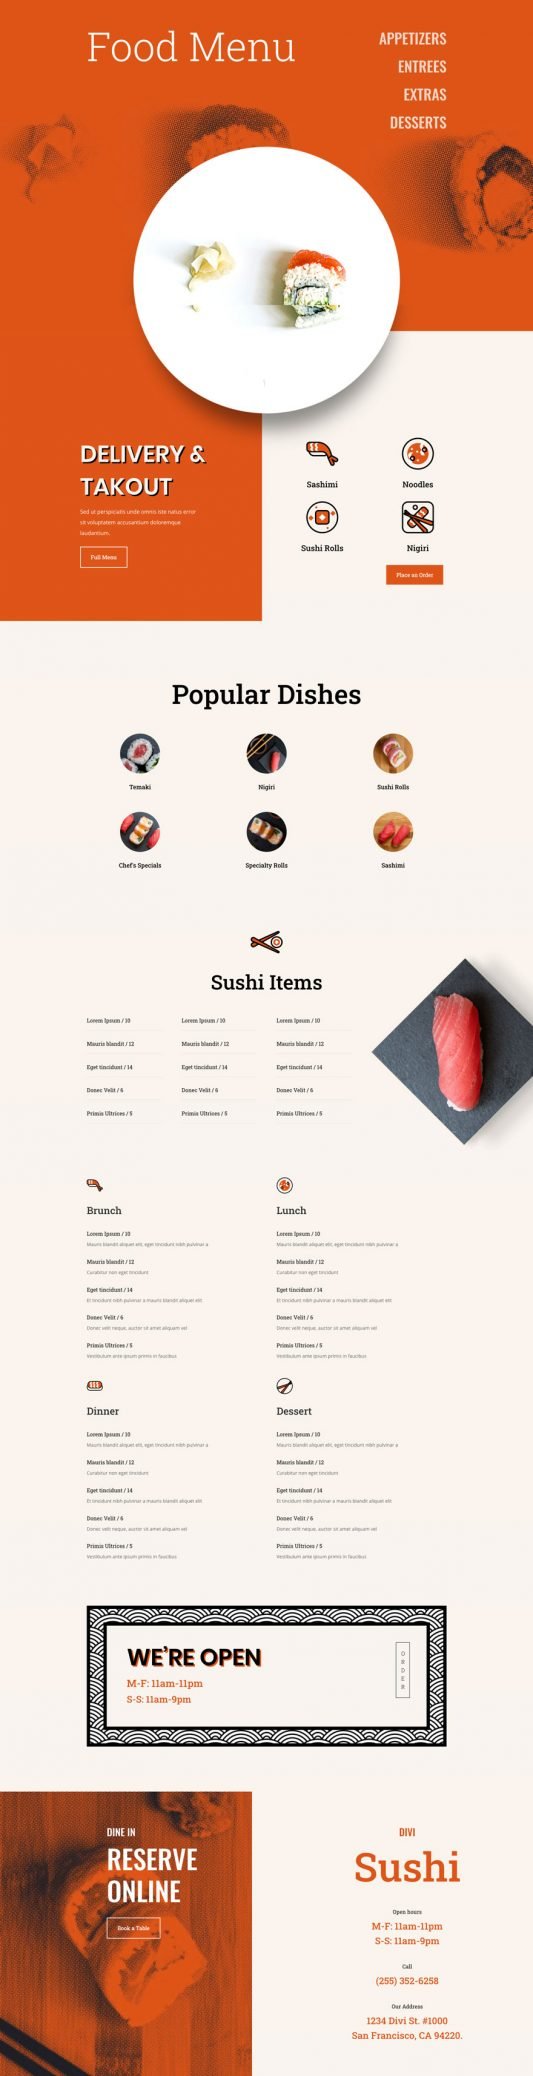 Food Menu
APPETIZERS
ENTREES
EXTRAS
DESSERTS
DELIVERY &
TAKOUT
Sed ut perspiciatis unde omnis iste natus error
sit voluptatem accusantium doloremque
laudantium.
Full Menu
Sashimi
Noodles
Sushi Rolls
Nigiri
Place an Order
Popular Dishes
Temaki
Nigiri
Sushi Rolls
Chef's Specials
Specialty Rolls
Sashimi
Sushi Items
Lorem Ipsum / 10
Mauris blandit / 12
Eget tincidunt / 14
Donec Velit / 6
Primis Ultrices / 5
Lorem Ipsum / 10
Mauris blandit / 12
Eget tincidunt / 14
Donec Velit / 6
Primis Ultrices / 5
Lorem Ipsum / 10
Mauris blandit / 12
Eget tincidunt / 14
Donec Velit / 6
Primis Ultrices / 5
Brunch
Lorem Ipsum / 10
Mauris blandit aliquet elit, eget tincidunt nibh pulvinar a
Mauris blandit / 12
Curabitur non eget tincidunt
Eget tincidunt / 14
Et tincidunt nibh pulvinar a mauris blandit aliquet elit
Donec Velit / 6
Donec velit neque, auctor sit amet aliquam vel
Primis Ultrices / 5
Vestibulum ante ipsum primis in faucibus
Lunch
Lorem Ipsum / 10
Mauris blandit aliquet elit, eget tincidunt nibh pulvinar a
Mauris blandit / 12
Curabitur non eget tincidunt
Eget tincidunt / 14
Et tincidunt nibh pulvinar a mauris blandit aliquet elit
Donec Velit / 6
Donec velit neque, auctor sit amet aliquam vel
Primis Ultrices / 5
Vestibulum ante ipsum primis in faucibus
Dinner
Lorem Ipsum / 10
Mauris blandit aliquet elit, eget tincidunt nibh pulvinar a
Mauris blandit / 12
Curabitur non eget tincidunt
Eget tincidunt / 14
Et tincidunt nibh pulvinar a mauris blandit aliquet elit
Donec Velit / 6
Donec velit neque, auctor sit amet aliquam vel
Primis Ultrices / 5
Vestibulum ante ipsum primis in faucibus
Dessert
Lorem Ipsum / 10
Mauris blandit aliquet elit, eget tincidunt nibh pulvinar a
Mauris blandit / 12
Curabitur non eget tincidunt
Eget tincidunt / 14
Et tincidunt nibh pulvinar a mauris blandit aliquet elit
Donec Velit / 6
Donec velit neque, auctor sit amet aliquam vel
Primis Ultrices / 5
Vestibulum ante ipsum primis in faucibus
WE'RE OPEN
M-F: 11am-11pm
S-S: 11am-9pm
ORDER
DINE IN
RESERVE
ONLINE
Book a Table
DIVI
Sushi
Open hours
M-F: 11am-11pm
S-S: 11am-9pm
Call
(255) 352-6258
Our Address
1234 Divi St. #1000
San Francisco, CA 94220.